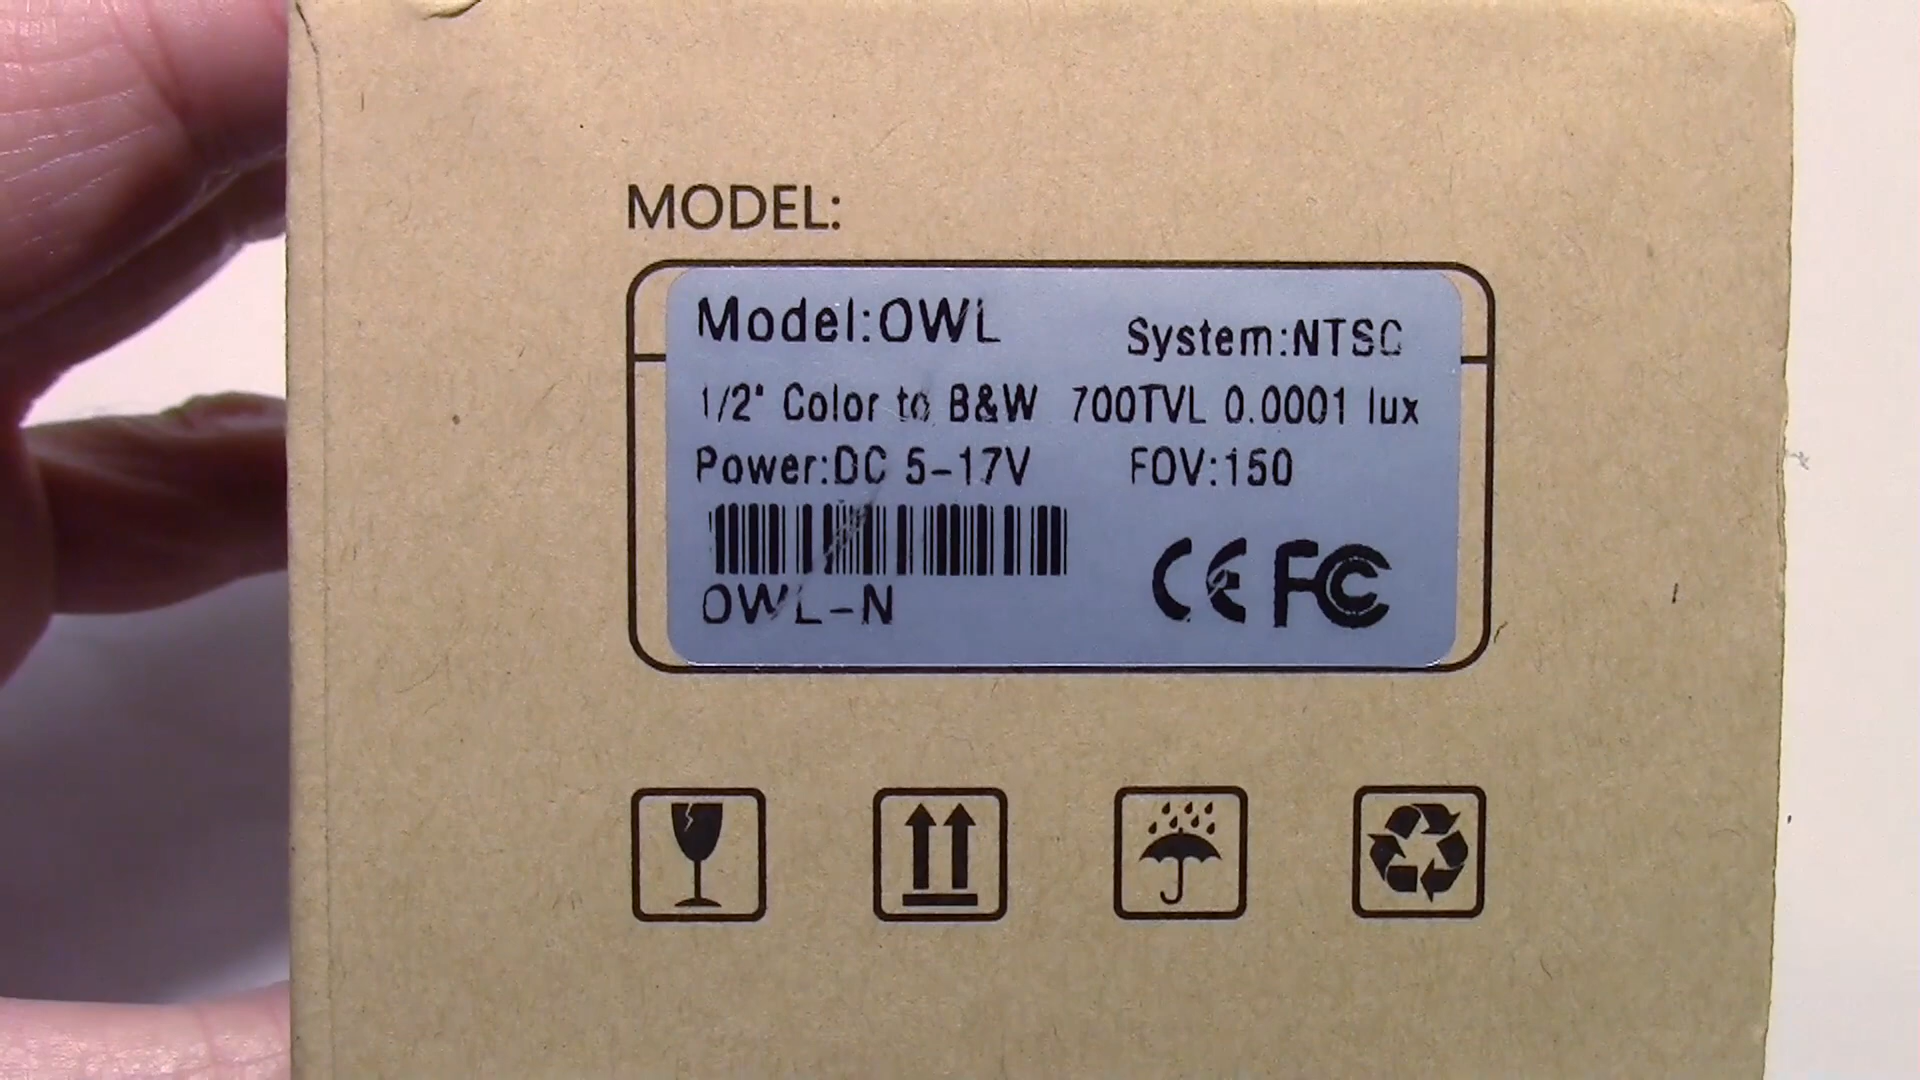 MODEL:
Model:OWL System:NTSC
1/2" Color to B&W 700TVL 0.0001 lux
Power:DC 5-17V FOV:150
OWL-N
CE FC